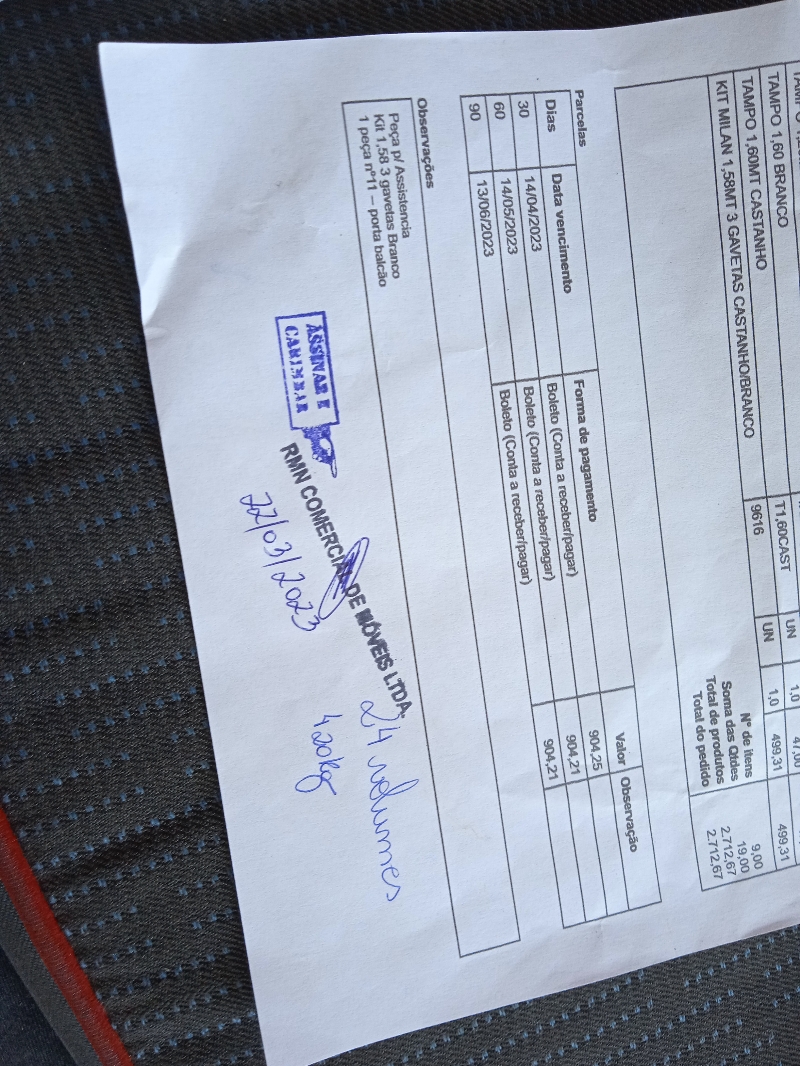 TAMPO 1,60 BRANCO UN 1,0 47,00
TAMPO 1,60MT CASTANHO T1,60CAST UN 1,0 499,31 499,31
KIT MILAN 1,58MT 3 GAVETAS CASTANHO/BRANCO 9616
Nº de itens 9,00
Soma das Qtdes 19,00
Total de produtos 2.712,67
Total do pedido 2.712,67
Parcelas
Dias Data vencimento Forma de pagamento Valor Observação
30 14/04/2023 Boleto (Conta a receber/pagar) 904,25
60 14/05/2023 Boleto (Conta a receber/pagar) 904,21
90 13/06/2023 Boleto (Conta a receber/pagar) 904,21
Observações
Peça p/ Assistencia
Kit 1,58 3 gavetas Branco
1 peça nº11 – porta balcão
ASSINAR E
CARIMBAR
RMN COMERCIAL DE MÓVEIS LTDA.
22/03/2023
24 volumes
420kg